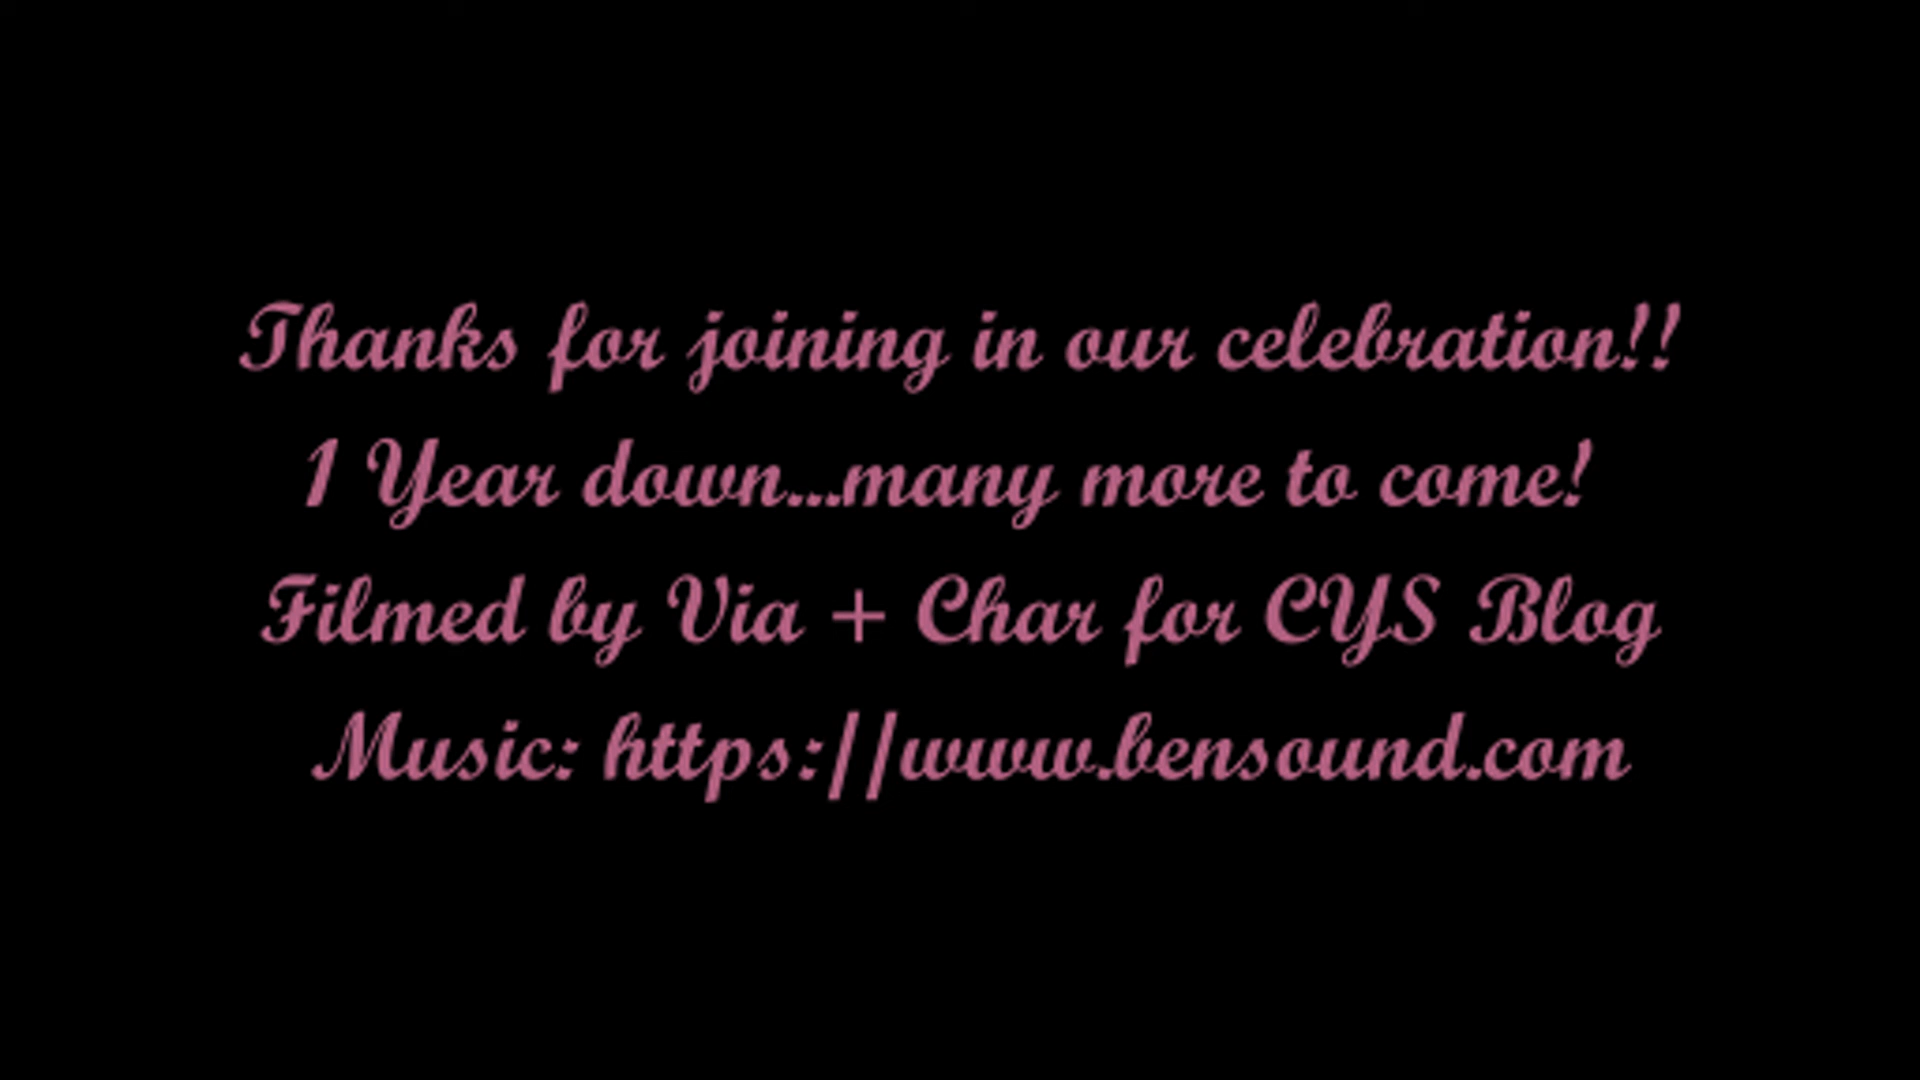 Thanks for joining in our celebration!!
1 Year down...many more to come!
Filmed by Via + Char for CYS Blog
Music: https://www.bensound.com